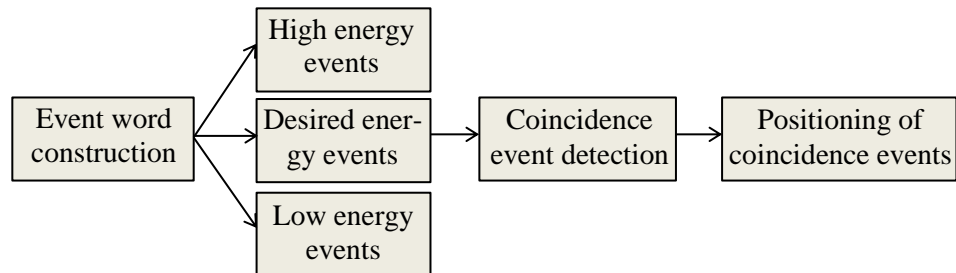 High energy
events
Event word
construction
Desired ener-
gy events
Coincidence
event detection
Positioning of
coincidence events
Low energy
events